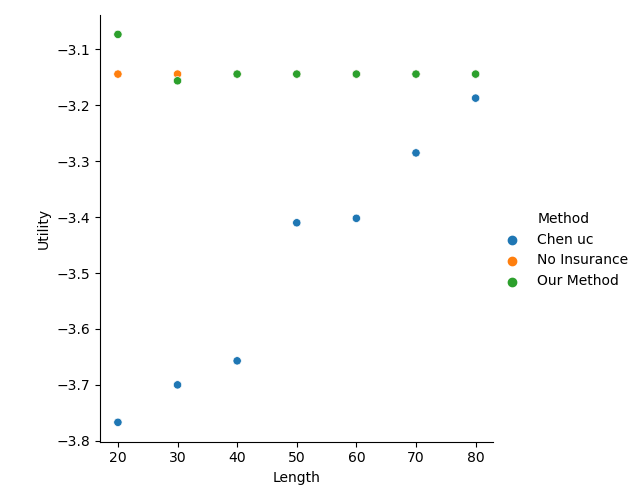 −3.1
−3.2
−3.3
−3.4
−3.5
−3.6
−3.7
−3.8
Utility
20 30 40 50 60 70 80
Length
Method
Chen uc
No Insurance
Our Method